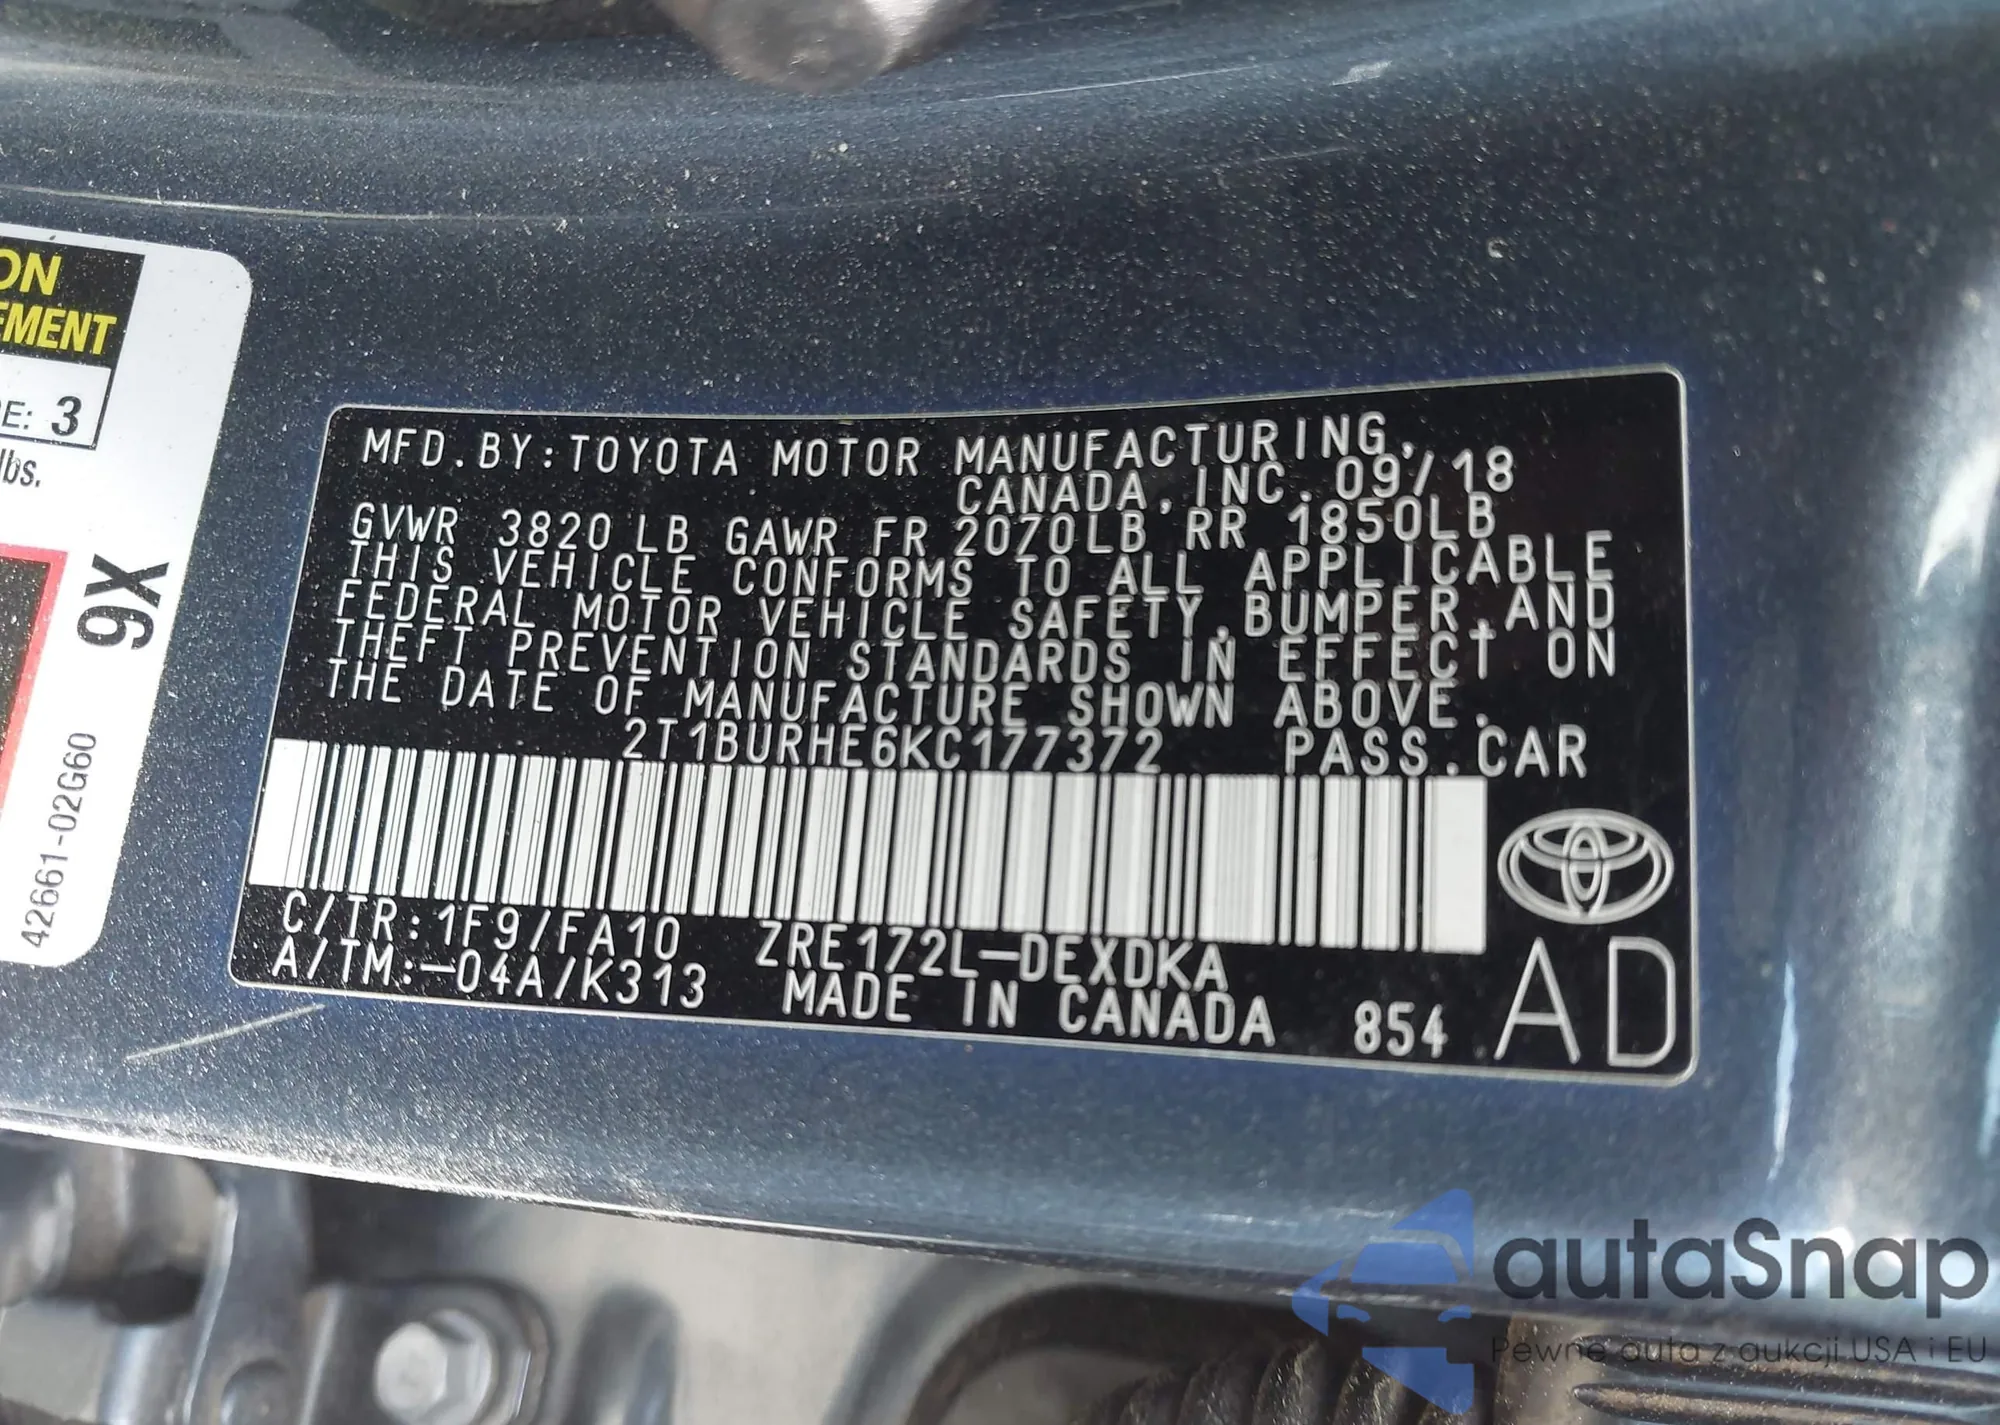 ON
EMENT
E: 3
lbs.
9X
42661-02G60
MFD.BY:TOYOTA MOTOR MANUFACTURING,
CANADA,INC. 09/18
GVWR 3820LB GAWR FR 2070LB RR 1850LB
THIS VEHICLE CONFORMS TO ALL APPLICABLE
FEDERAL MOTOR VEHICLE SAFETY,BUMPER,AND
THEFT PREVENTION STANDARDS IN EFFECT ON
THE DATE OF MANUFACTURE SHOWN ABOVE.
2T1BURHE6KC177372 PASS.CAR
C/TR:1F9/FA10 ZRE172L-DEXDKA
A/TM:-04A/K313 MADE IN CANADA 854 AD
autaSnap
Pewne auta z aukcji USA i EU